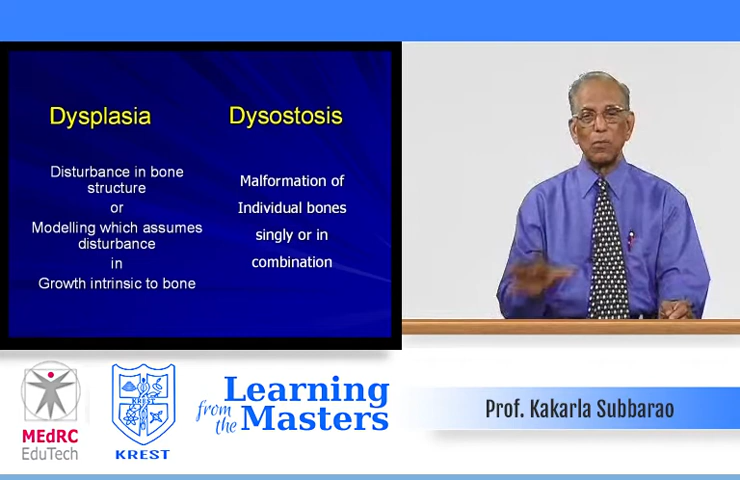 Dysplasia
Disturbance in bone
structure
or
Modelling which assumes
disturbance
in
Growth intrinsic to bone
Dysostosis
Malformation of
Individual bones
singly or in
combination
MEdRC
EduTech
KREST
KREST
Learning
from the Masters
Prof. Kakarla Subbarao